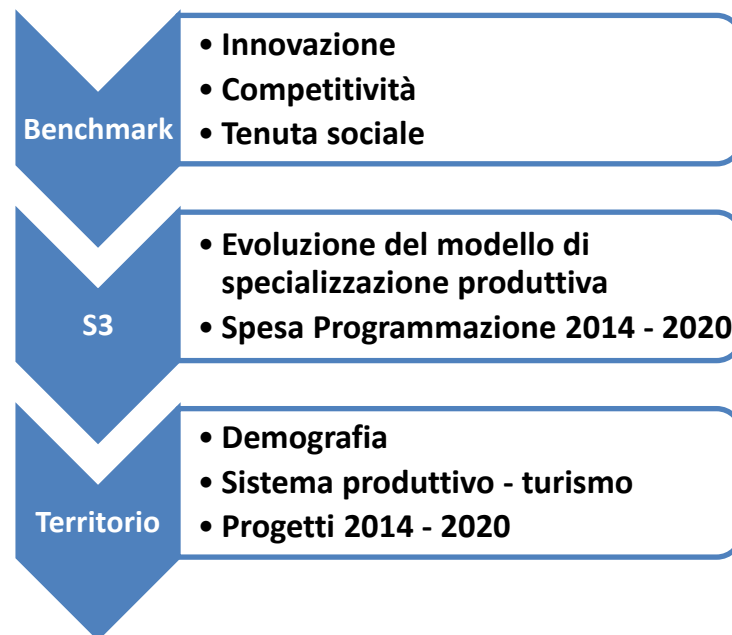 Benchmark
• Innovazione
• Competitività
• Tenuta sociale
S3
• Evoluzione del modello di
specializzazione produttiva
• Spesa Programmazione 2014 - 2020
Territorio
• Demografia
• Sistema produttivo - turismo
• Progetti 2014 - 2020